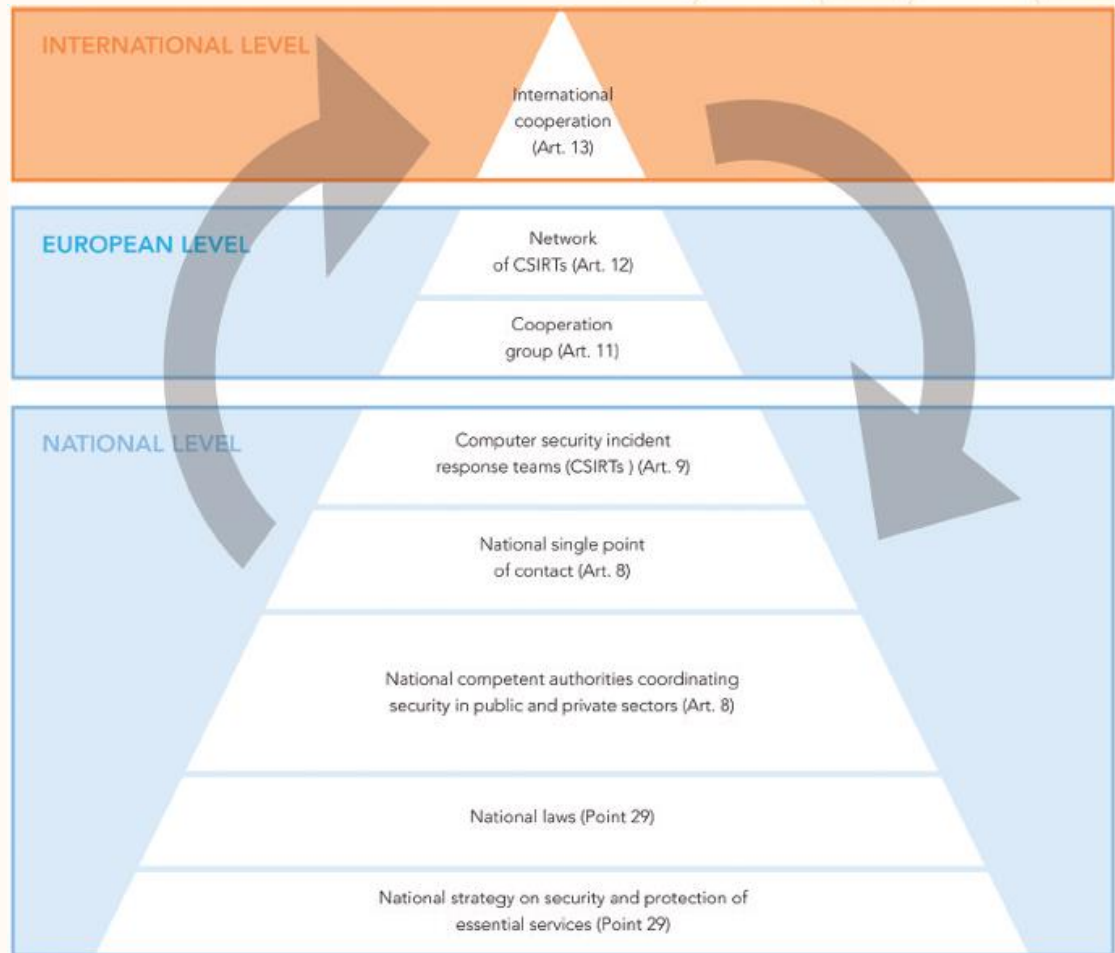 INTERNATIONAL LEVEL
International
cooperation
(Art. 13)
EUROPEAN LEVEL
Network
of CSIRTs (Art. 12)
Cooperation
group (Art. 11)
NATIONAL LEVEL
Computer security incident
response teams (CSIRTs ) (Art. 9)
National single point
of contact (Art. 8)
National competent authorities coordinating
security in public and private sectors (Art. 8)
National laws (Point 29)
National strategy on security and protection of
essential services (Point 29)